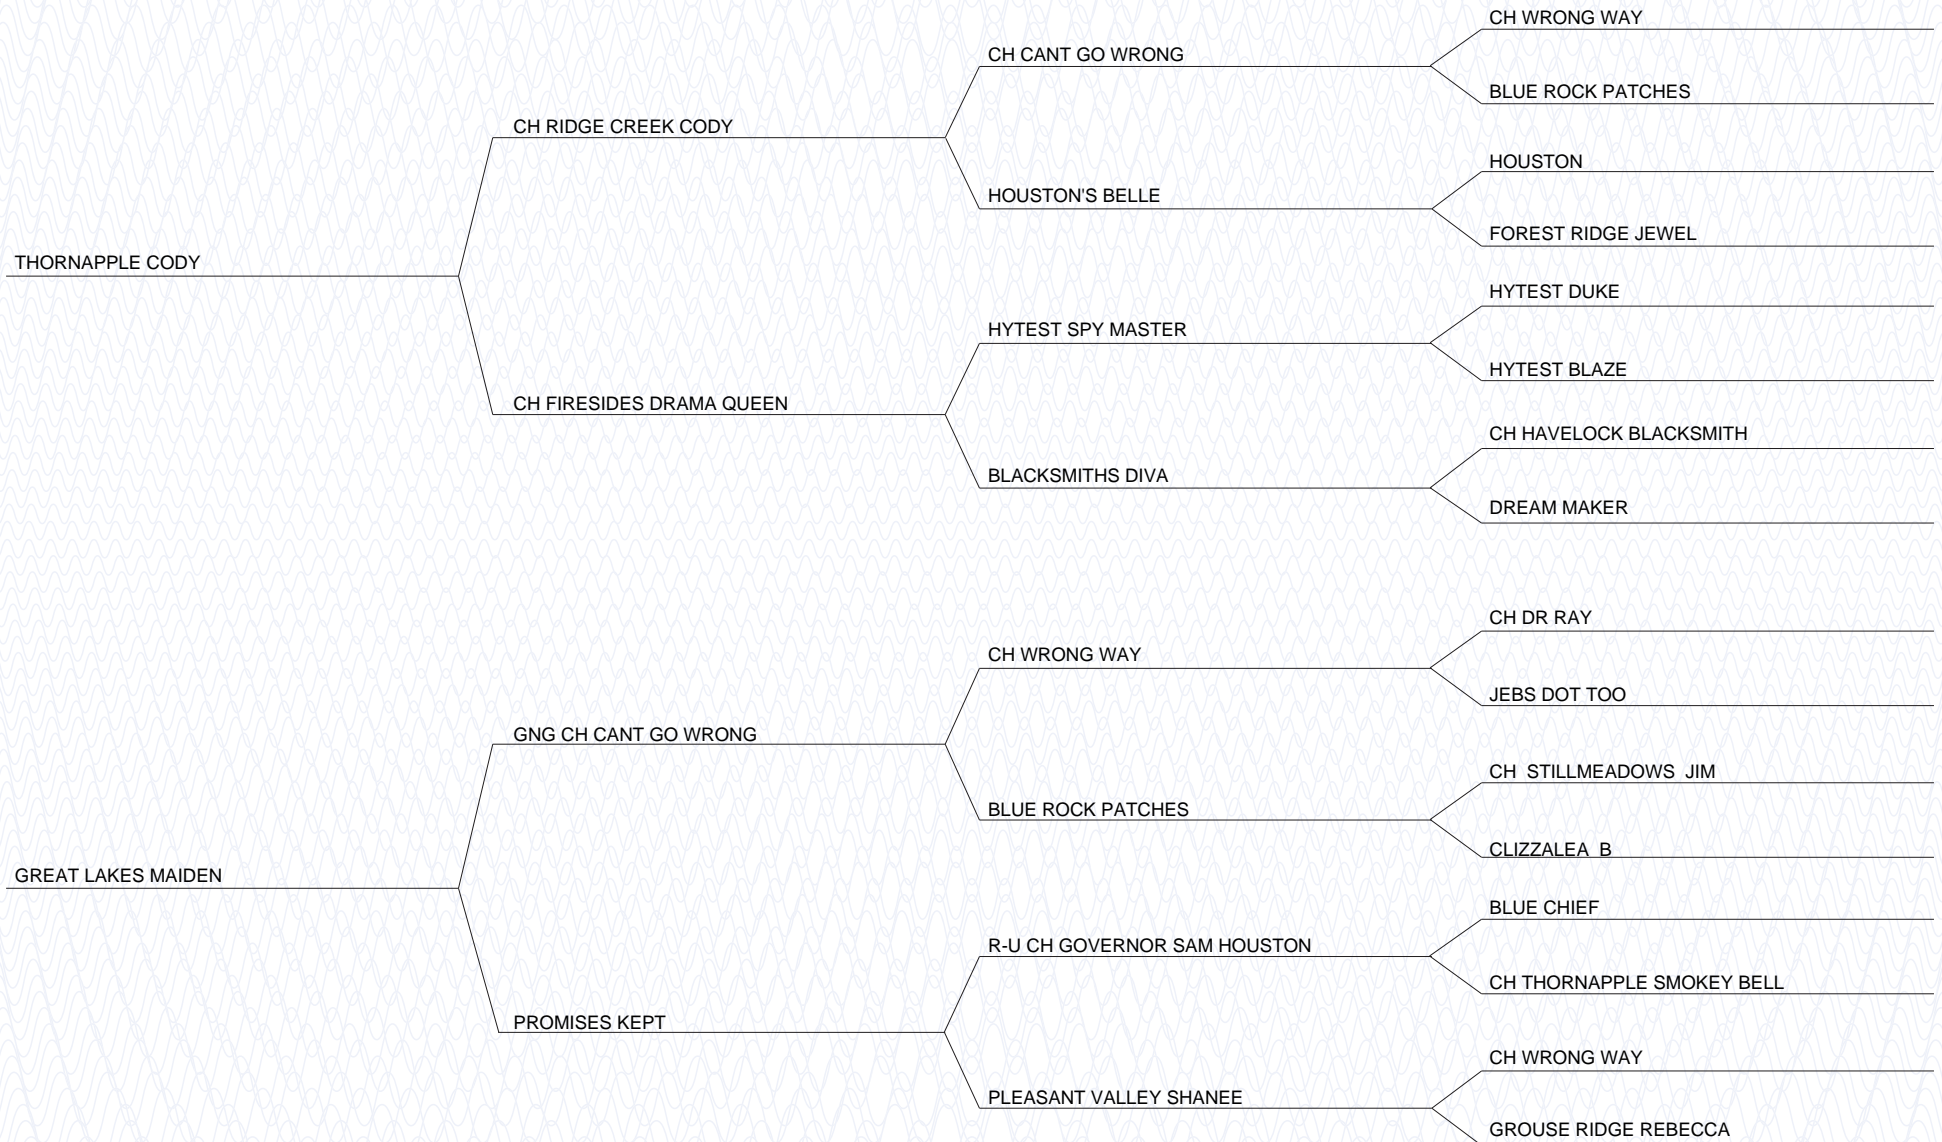 CH WRONG WAY
CH CANT GO WRONG
BLUE ROCK PATCHES
CH RIDGE CREEK CODY
HOUSTON
HOUSTON'S BELLE
FOREST RIDGE JEWEL
THORNAPPLE CODY
HYTEST DUKE
HYTEST SPY MASTER
HYTEST BLAZE
CH FIRESIDES DRAMA QUEEN
CH HAVELOCK BLACKSMITH
BLACKSMITHS DIVA
DREAM MAKER
CH DR RAY
CH WRONG WAY
JEBS DOT TOO
GNG CH CANT GO WRONG
CH  STILLMEADOWS  JIM
BLUE ROCK PATCHES
CLIZZALEA  B
GREAT LAKES MAIDEN
BLUE CHIEF
R-U CH GOVERNOR SAM HOUSTON
CH THORNAPPLE SMOKEY BELL
PROMISES KEPT
CH WRONG WAY
PLEASANT VALLEY SHANEE
GROUSE RIDGE REBECCA